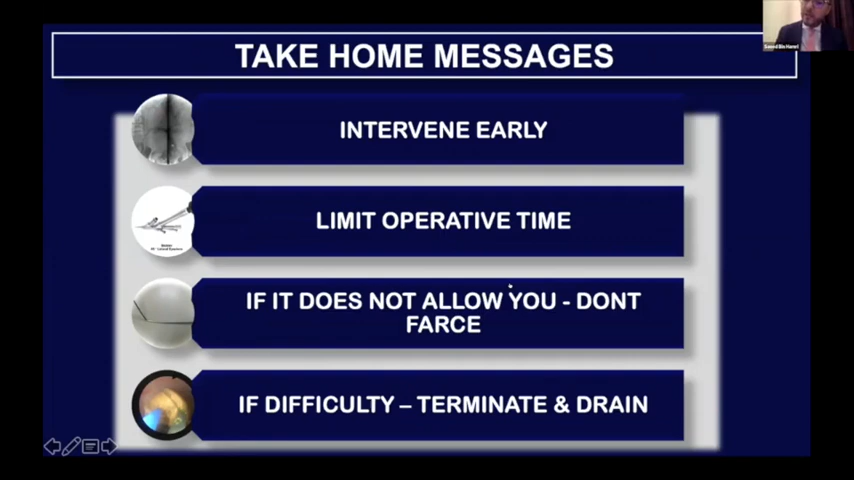 TAKE HOME MESSAGES
INTERVENE EARLY
LIMIT OPERATIVE TIME
IF IT DOES NOT ALLOW YOU - DONT
FARCE
IF DIFFICULTY – TERMINATE & DRAIN